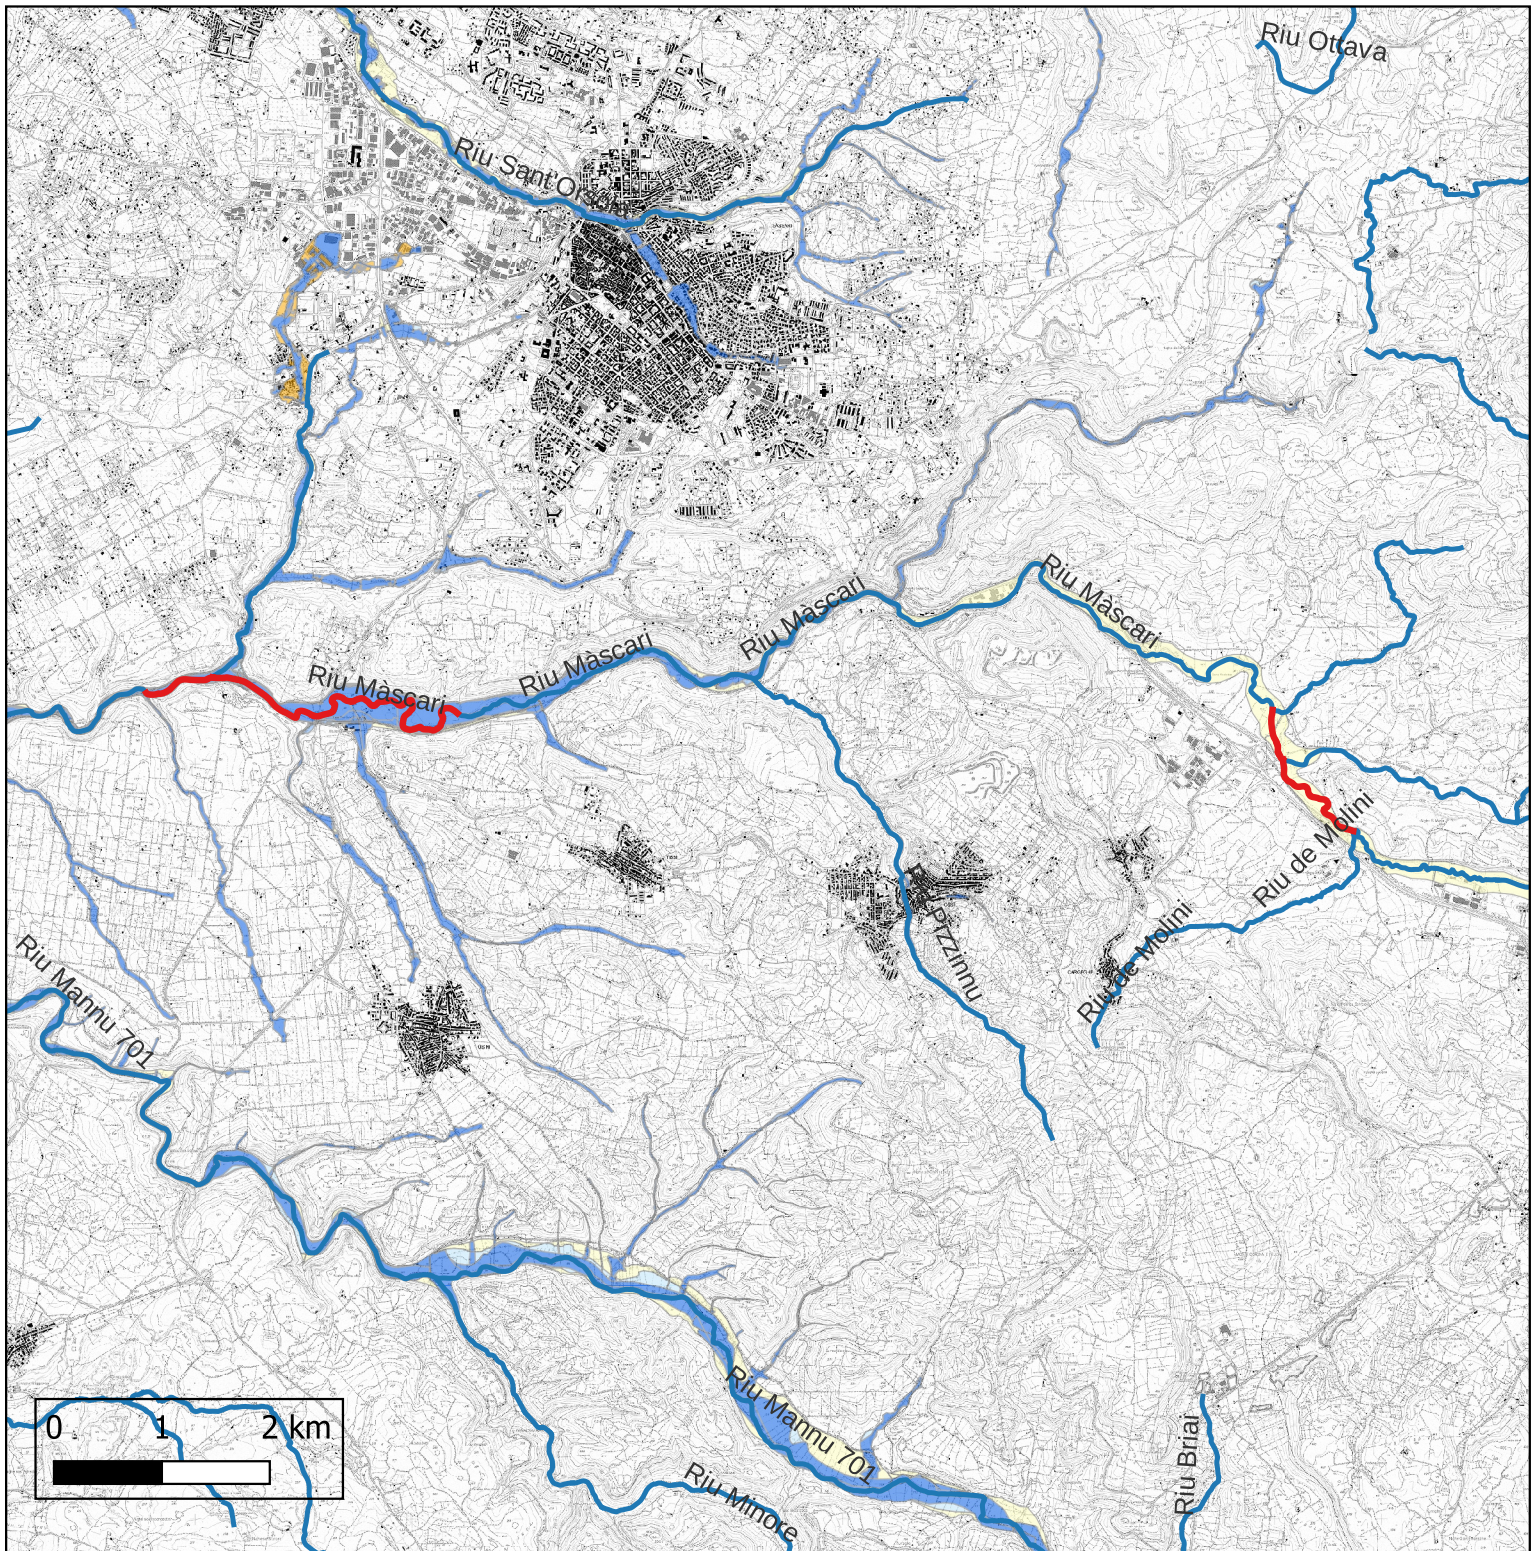 Riu Ottava
Riu Sant'Orsola
Riu Màscari
Riu Màscari
Riu Màscari
Riu Màscari
Riu de Molini
Riu de Molini
Pizzinnu
Riu Mannu 701
Riu Mannu 701
Riu Minore
Riu Briai
0 1 2 km